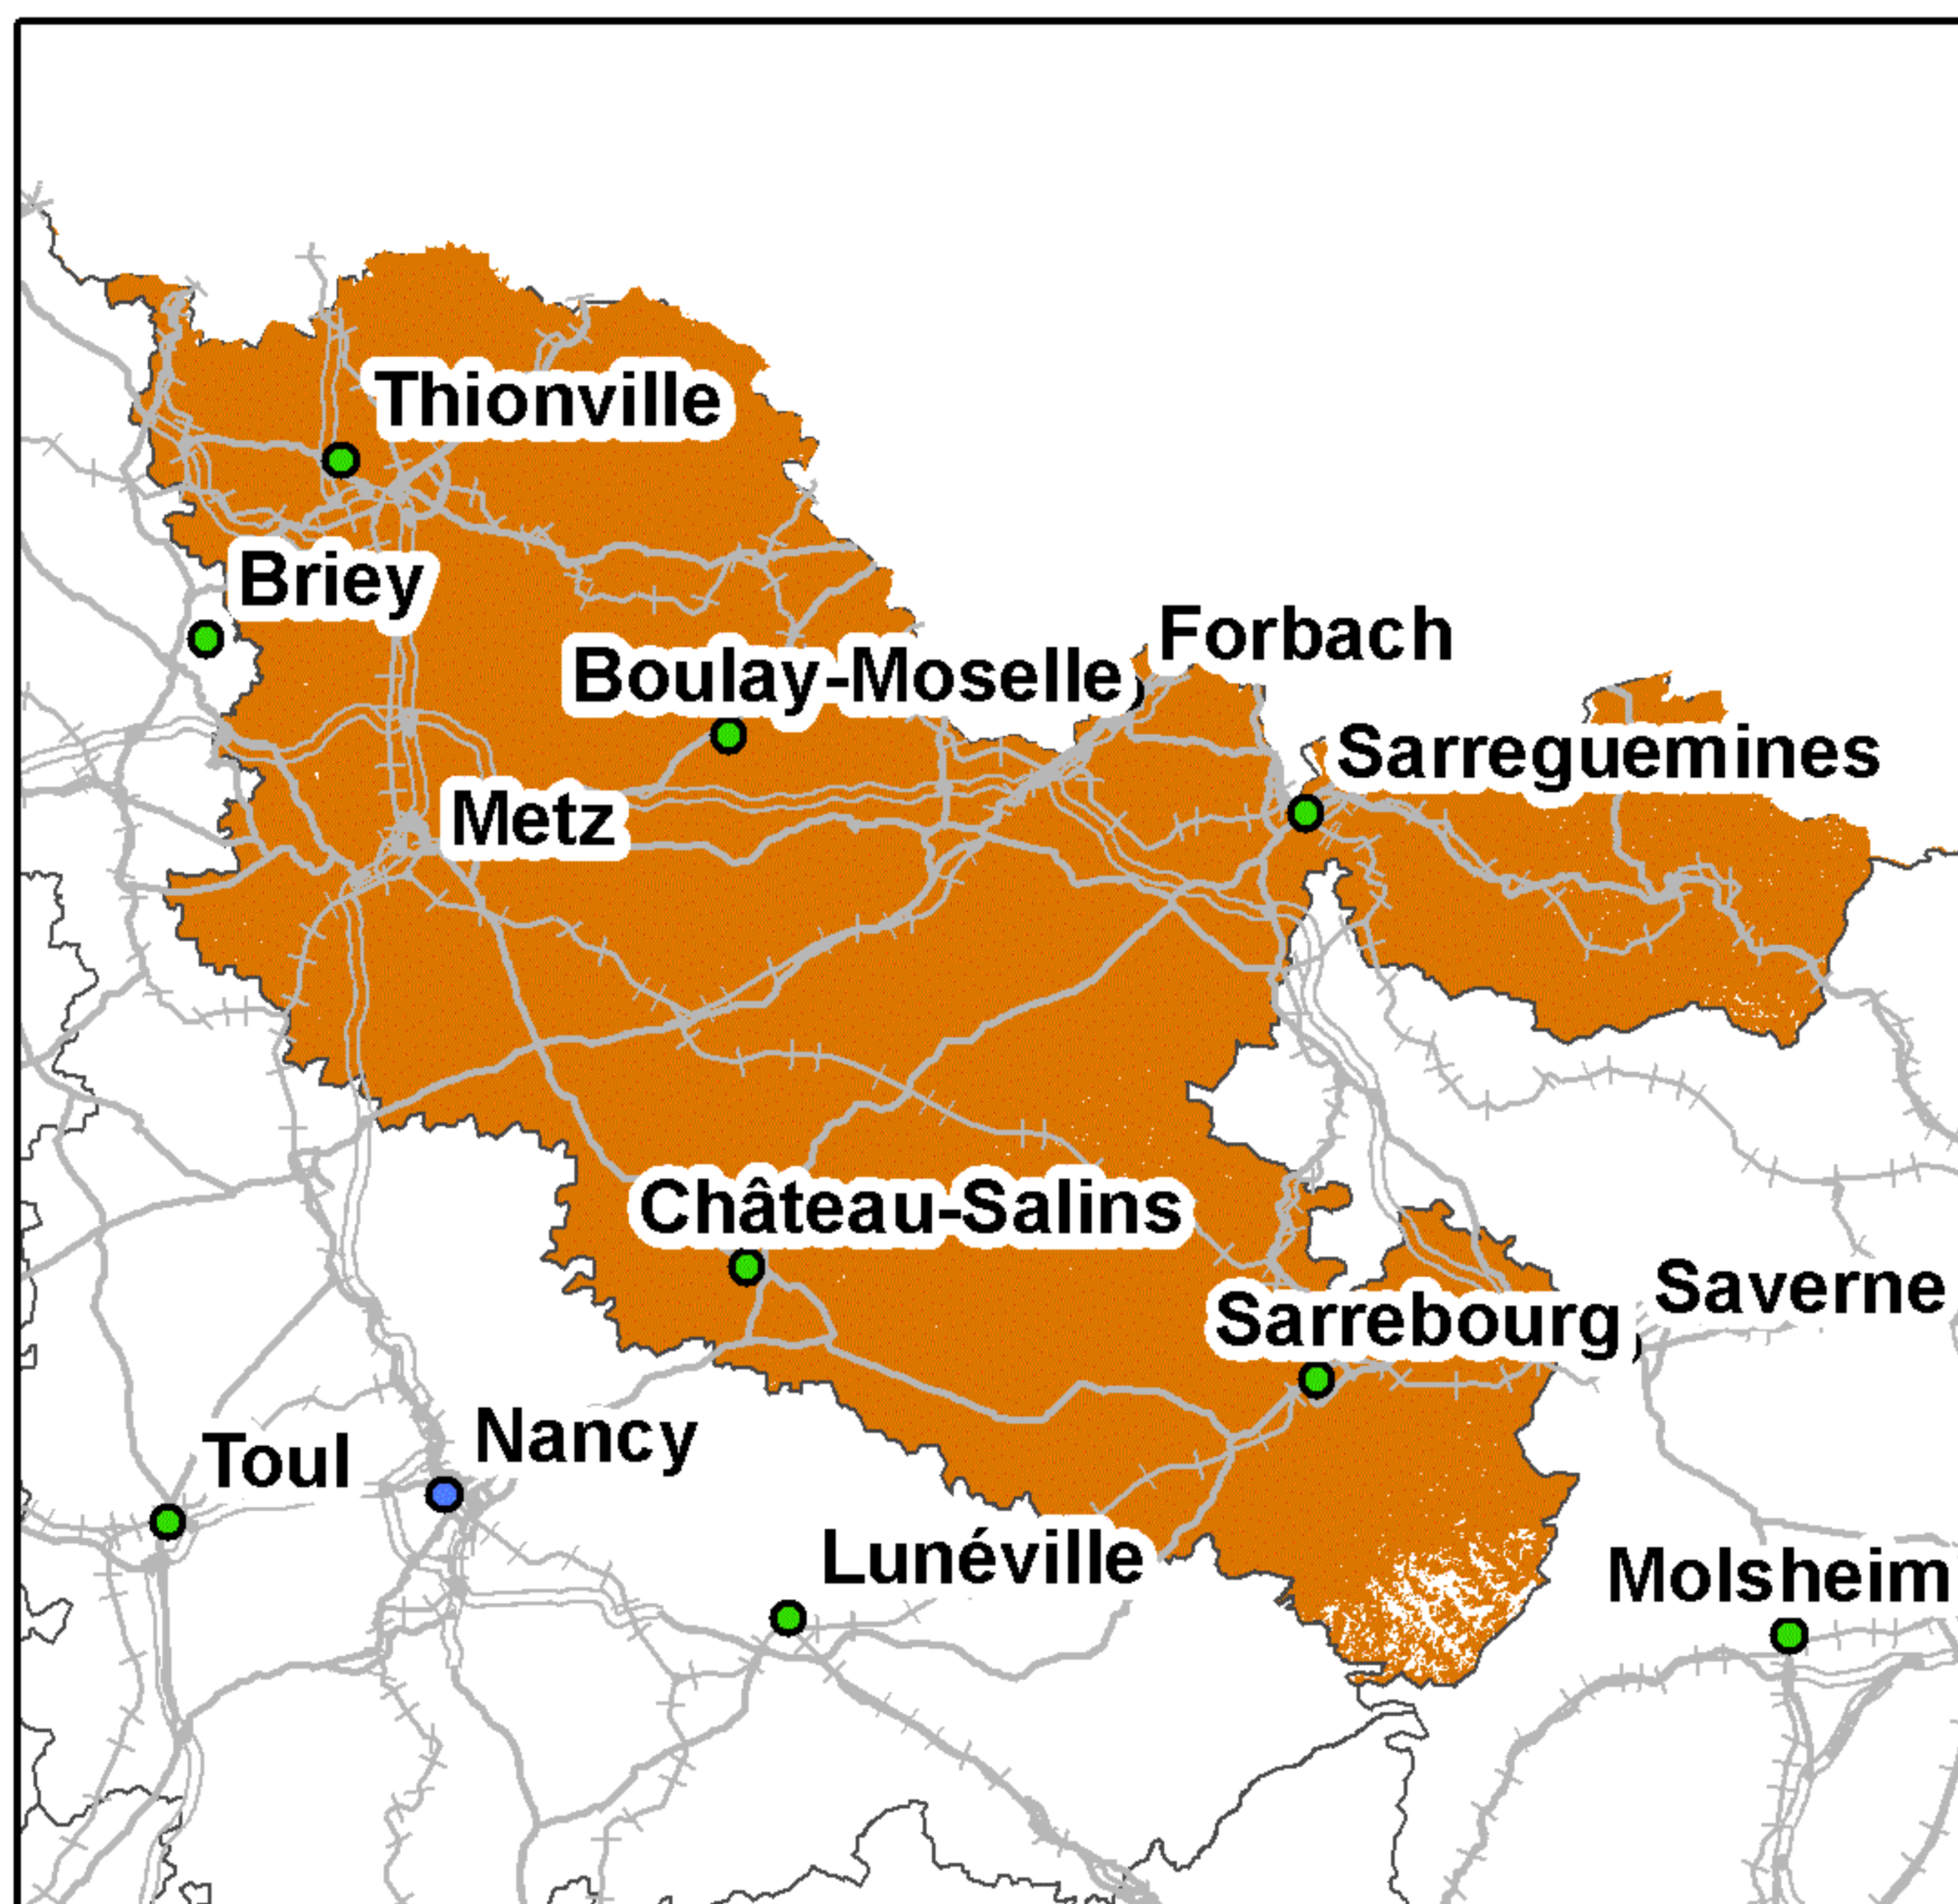 Thionville
Briey
Forbach
Boulay-Moselle
Sarreguemines
Metz
Château-Salins
Saverne
Sarrebourg
Nancy
Toul
Lunéville
Molsheim